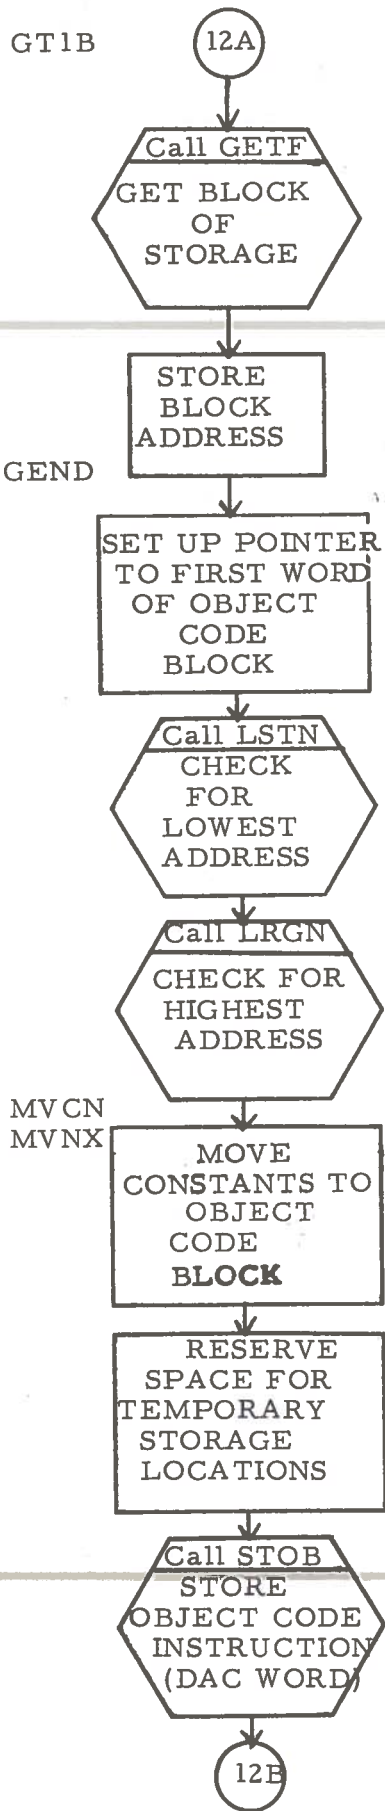 GT1B
12A
Call GETF
GET BLOCK
OF
STORAGE
STORE
BLOCK
ADDRESS
GEND
SET UP POINTER
TO FIRST WORD
OF OBJECT
CODE
BLOCK
Call LSTN
CHECK
FOR
LOWEST
ADDRESS
Call LRGN
CHECK FOR
HIGHEST
ADDRESS
MVCN
MVNX
MOVE
CONSTANTS TO
OBJECT
CODE
BLOCK
RESERVE
SPACE FOR
TEMPORARY
STORAGE
LOCATIONS
Call STOB
STORE
OBJECT CODE
INSTRUCTION
(DAC WORD)
12B